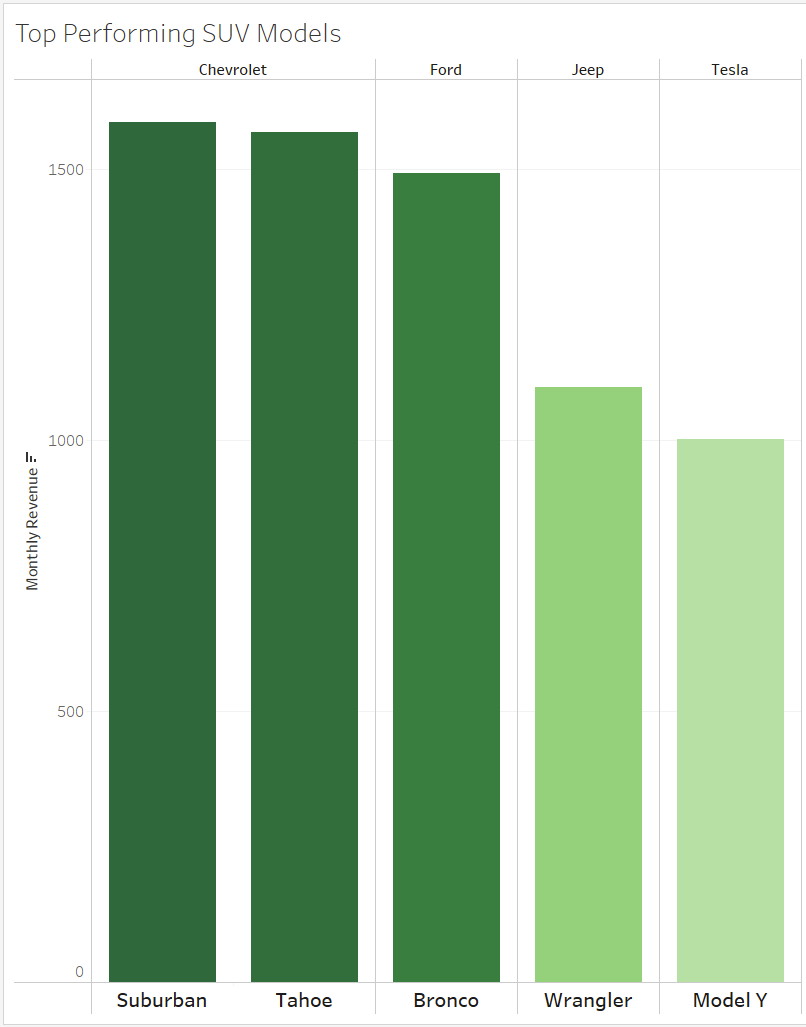 Top Performing SUV Models
Chevrolet Ford Jeep Tesla
1500
1000
500
0
Monthly Revenue
Suburban Tahoe Bronco Wrangler Model Y